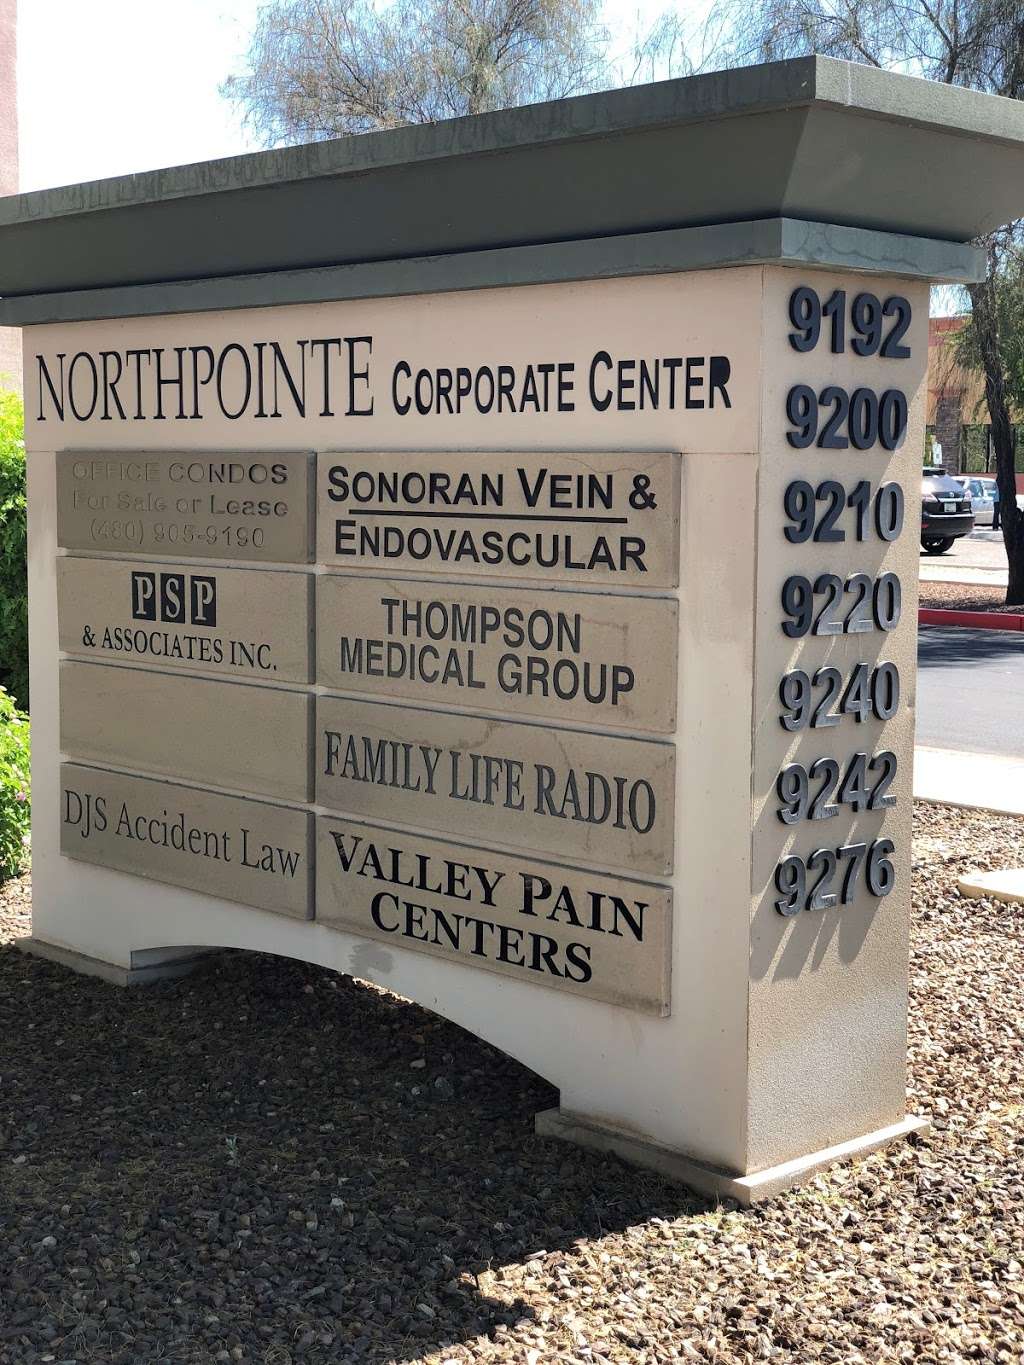 NORTHPOINTE CORPORATE CENTER
OFFICE CONDOS
For Sale or Lease
(480) 905-9190
PSP
& ASSOCIATES INC.
DJS Accident Law
SONORAN VEIN &
ENDOVASCULAR
THOMPSON
MEDICAL GROUP
FAMILY LIFE RADIO
VALLEY PAIN
CENTERS
9192
9200
9210
9220
9240
9242
9276